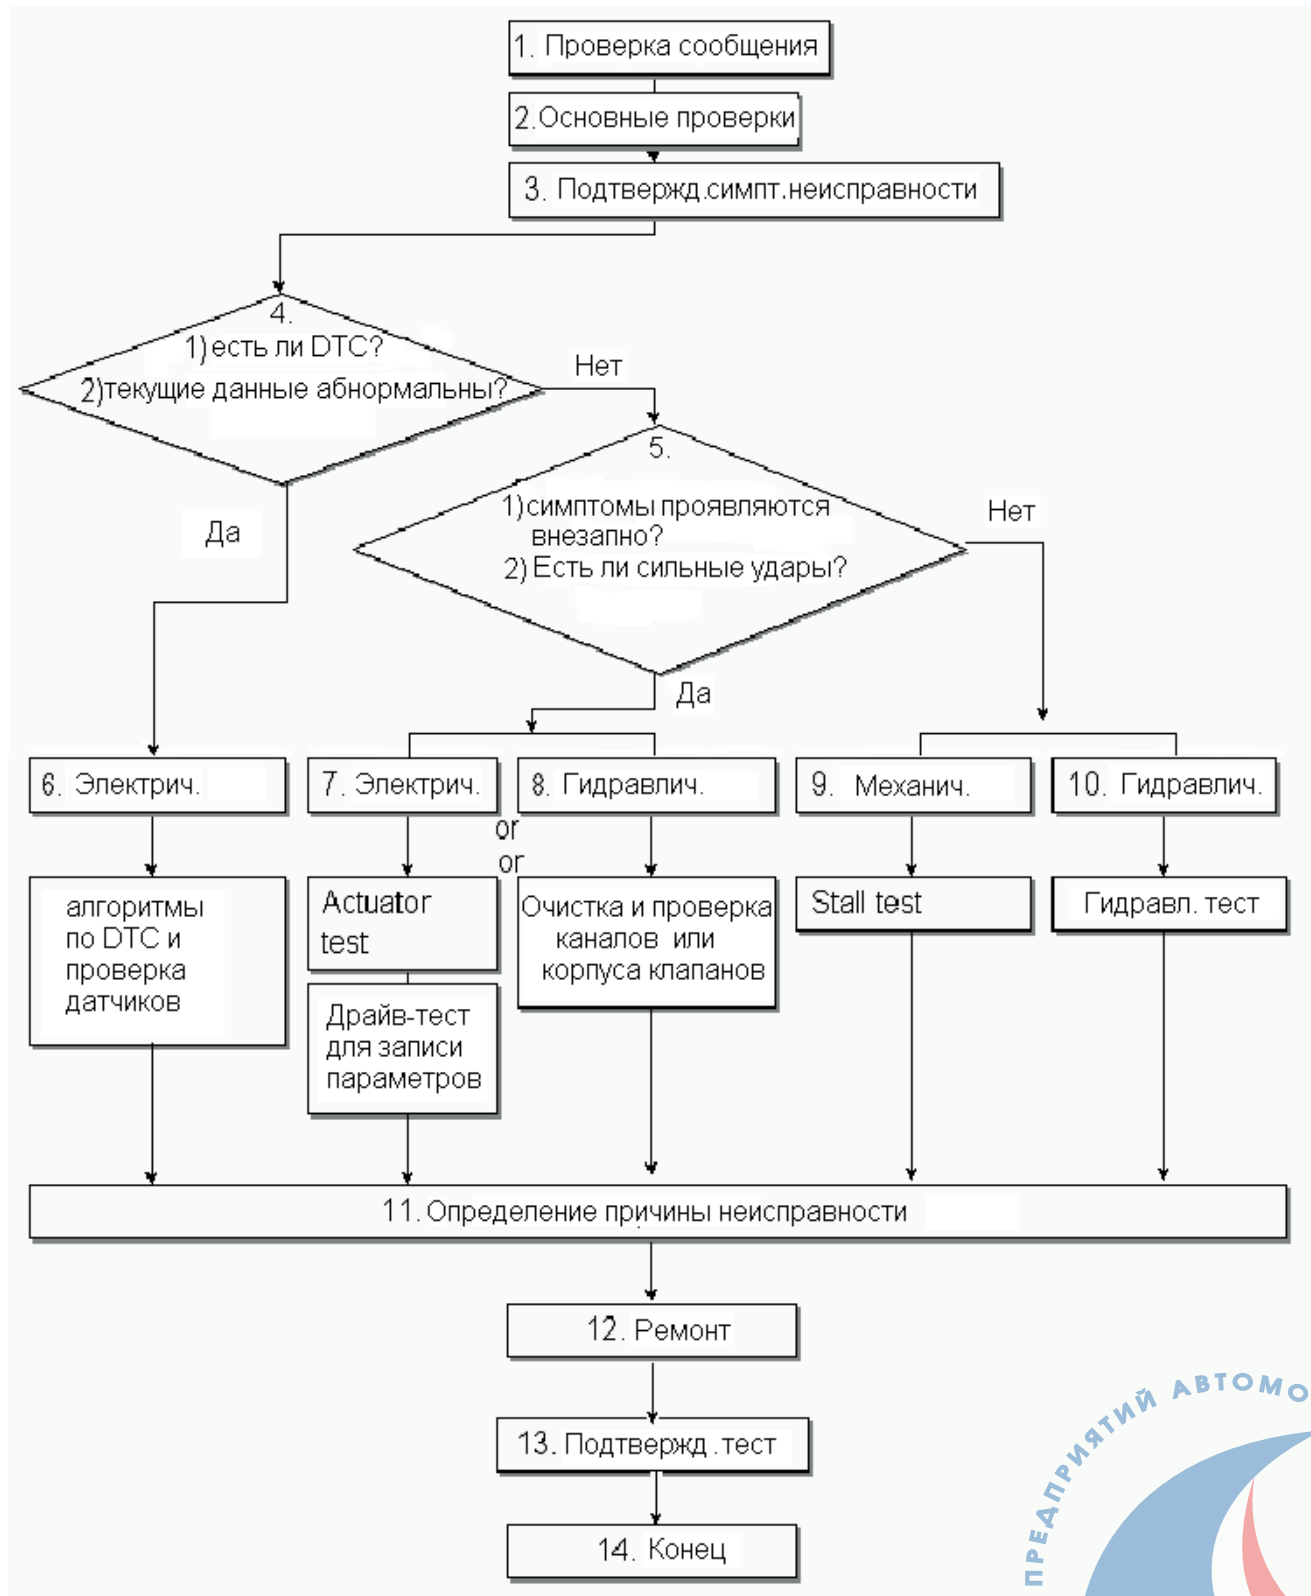 1. Проверка сообщения
2.Основные проверки
3. Подтвержд.симпт.неисправности
4.
1)есть ли DTC?
2)текущие данные абнормальны?
Нет
Да
5.
1)симптомы проявляются
внезапно?
2) Есть ли сильные удары?
Нет
Да
6. Электрич.
7. Электрич.
8. Гидравлич.
9. Механич.
10. Гидравлич.
or
or
алгоритмы
по DTC и
проверка
датчиков
Actuator
test
Драйв-тест
для записи
параметров
Очистка и проверка
каналов или
корпуса клапанов
Stall test
Гидравл. тест
11. Определение причины неисправности
12. Ремонт
13. Подтвержд.тест
14. Конец
ПРЕДПРИЯТИЙ АВТОМО